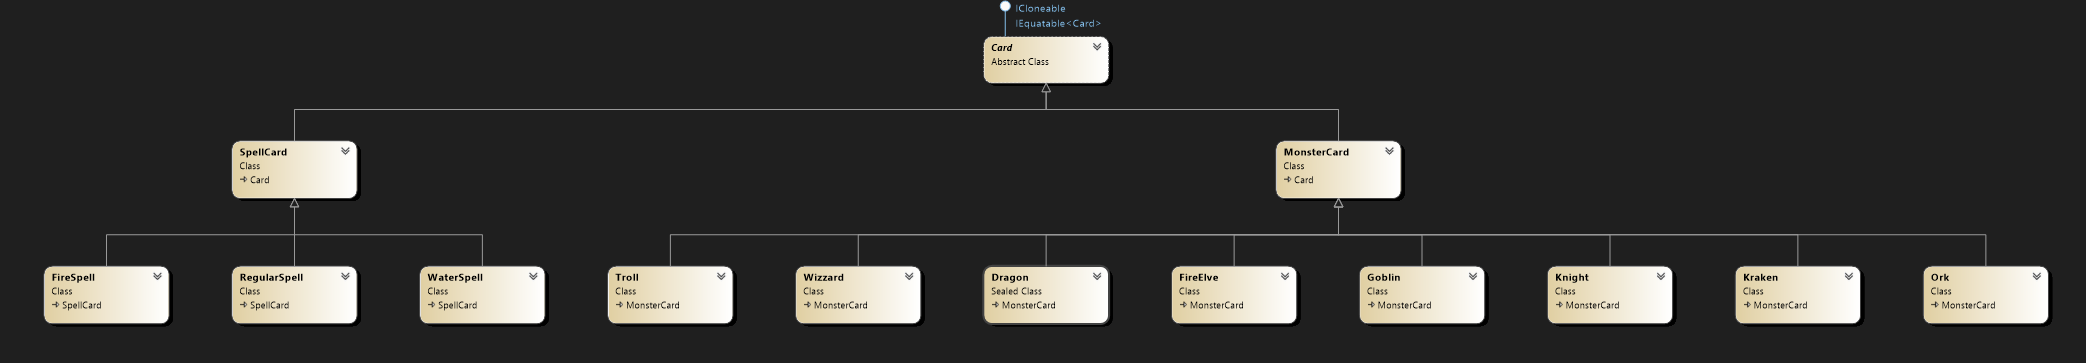 ICloneable
IEquatable<Card>
Card
Abstract Class
SpellCard
Class
Card
MonsterCard
Class
Card
FireSpell
Class
SpellCard
RegularSpell
Class
SpellCard
WaterSpell
Class
SpellCard
Troll
Class
MonsterCard
Wizzard
Class
MonsterCard
Dragon
Sealed Class
MonsterCard
FireElve
Class
MonsterCard
Goblin
Class
MonsterCard
Knight
Class
MonsterCard
Kraken
Class
MonsterCard
Ork
Class
MonsterCard